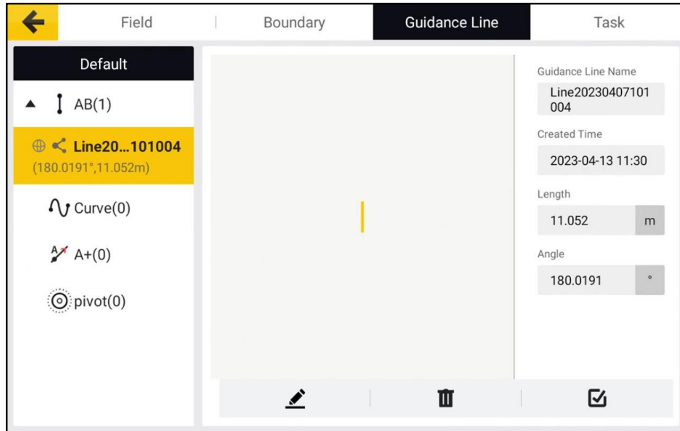 Field
Boundary
Guidance Line
Task
Default
AB(1)
Line20...101004
(180.0191°,11.052m)
Curve(0)
A+(0)
pivot(0)
Guidance Line Name
Line20230407101
004
Created Time
2023-04-13 11:30
Length
11.052 m
Angle
180.0191 °